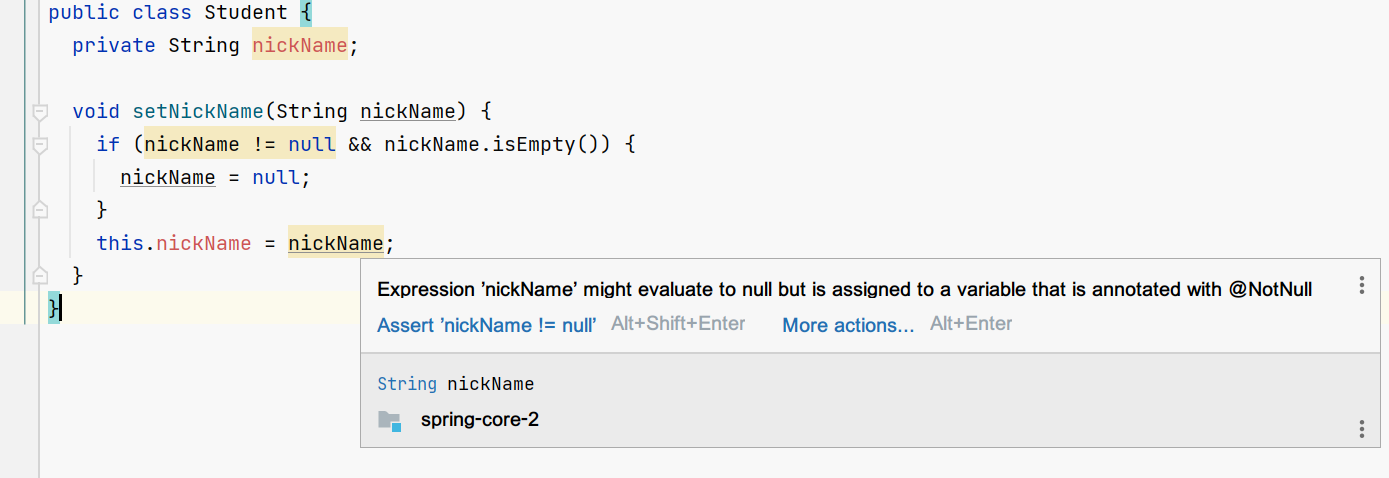 public class Student {
private String nickName;
void setNickName(String nickName) {
if (nickName != null && nickName.isEmpty()) {
nickName = null;
}
this.nickName = nickName;
}
}
Expression 'nickName' might evaluate to null but is assigned to a variable that is annotated with @NotNull
Assert 'nickName != null' Alt+Shift+Enter More actions... Alt+Enter
String nickName
spring-core-2